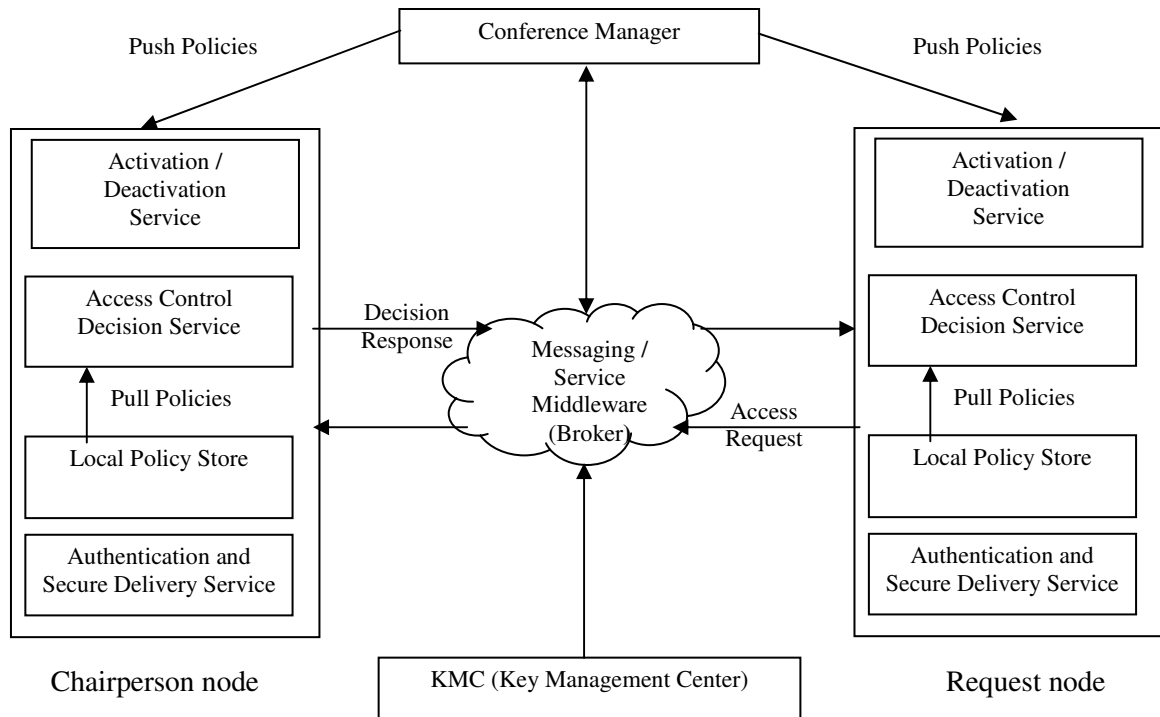 Conference Manager
Push Policies
Push Policies
Activation /
Deactivation
Service
Access Control
Decision Service
Pull Policies
Local Policy Store
Authentication and
Secure Delivery Service
Chairperson node
Decision
Response
Messaging /
Service
Middleware
(Broker)
Access
Request
KMC (Key Management Center)
Activation /
Deactivation
Service
Access Control
Decision Service
Pull Policies
Local Policy Store
Authentication and
Secure Delivery Service
Request node